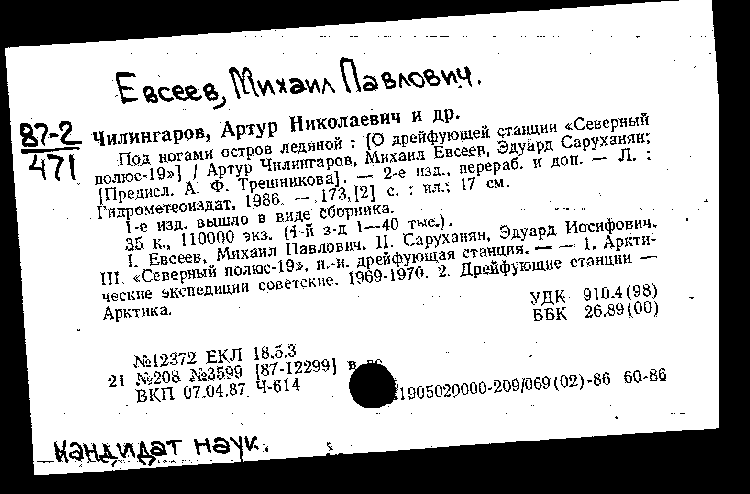 Евсеев, Михаил Павлович.
87-2
471
Чилингаров, Артур Николаевич и др.
Под ногами остров ледяной : [О дрейфующей станции «Северный
полюс-19»] / Артур Чилингаров, Михаил Евсеев, Эдуард Саруханян;
[Предисл. А. Ф. Трешникова]. — 2-е изд., перераб. и доп. — Л. :
Гидрометеоиздат, 1986. — 173,[2] с. : ил.; 17 см.
1-е изд. вышло в виде сборника.
35 к., 110000 экз. (1-й з-д 1—40 тыс.).
I. Евсеев, Михаил Павлович. II. Саруханян, Эдуард Иосифович.
III. «Северный полюс-19», н.-и. дрейфующая станция. — — 1. Аркти-
ческие экспедиции советские. 1969-1970. 2. Дрейфующие станции —
Арктика.
УДК 910.4(98)
ББК 26.89(00)
№12372 ЕКЛ 18.5.3
21 №208 №3599 [87-12299] в
ВКП 07.04.87 Ч-614
1905020000-209/069(02)-86 60-86
кандидат наук.